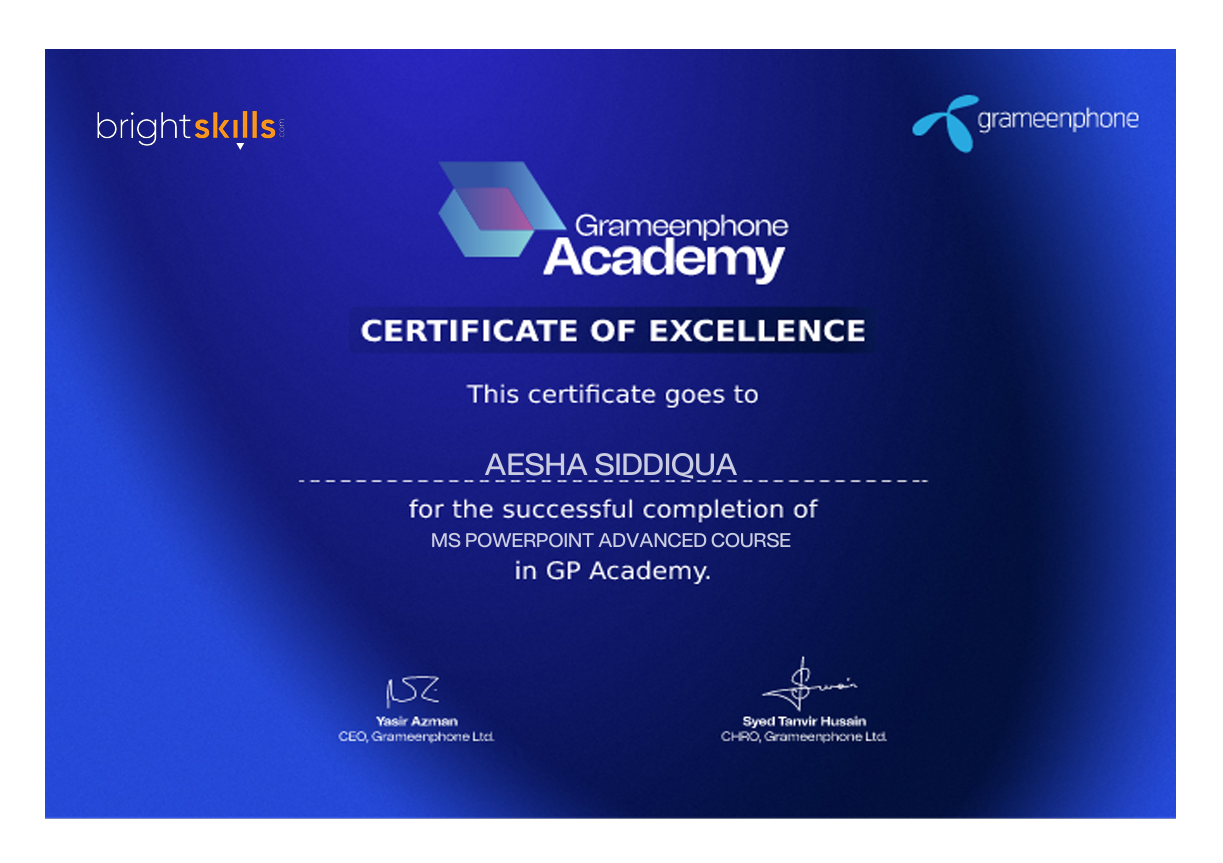 brightskills.com
grameenphone
Grameenphone
Academy
CERTIFICATE OF EXCELLENCE
This certificate goes to
AESHA SIDDIQUA
for the successful completion of
MS POWERPOINT ADVANCED COURSE
in GP Academy.
Yasir Azman
CEO, Grameenphone Ltd.
Syed Tanvir Husain
CHRO, Grameenphone Ltd.